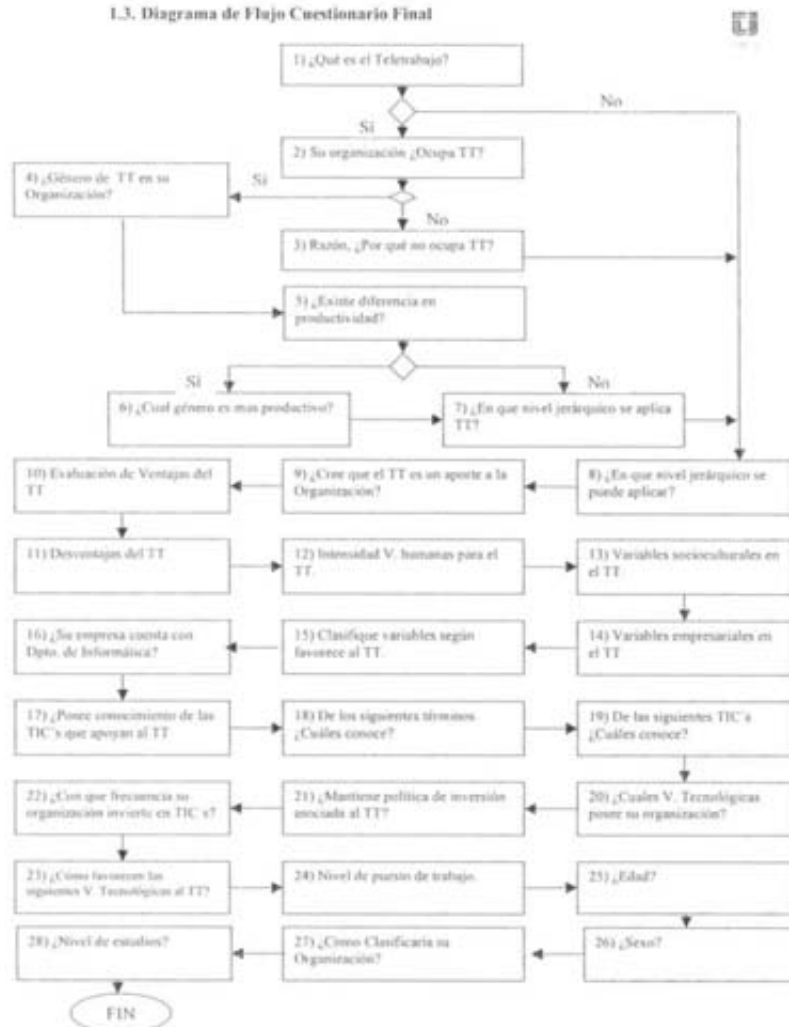 1.3. Diagrama de Flujo Cuestionario Final
1) ¿Qué es el Teletrabajo?
No
Si
2) Su organización ¿Ocupa TT?
4) ¿Género de TT en su
Organización?
Si
No
3) Razón, ¿Por qué no ocupa TT?
5) ¿Existe diferencia en
productividad?
Si
No
6) ¿Cual género es mas productivo?
7) ¿En que nivel jerárquico se aplica
TT?
10) Evaluación de Ventajas del
TT
9) ¿Cree que el TT es un aporte a la
Organización?
8) ¿En que nivel jerárquico se
puede aplicar?
11) Desventajas del TT
12) Intensidad V. humanas para el
TT.
13) Variables socioculturales en
el TT
16) ¿Su empresa cuenta con
Dpto. de Informática?
15) Clasifique variables según
favorece al TT.
14) Variables empresariales en
el TT
17) ¿Posee conocimiento de las
TIC's que apoyan al TT
18) De los siguientes términos
¿Cuáles conoce?
19) De las siguientes TIC's
¿Cuáles conoce?
22) ¿Con que frecuencia su
organización invierte en TIC s?
21) ¿Mantiene política de inversión
asociada al TT?
20) ¿Cuales V. Tecnológicas
posee su organización?
23) ¿Cómo favorecen las
siguientes V. Tecnológicas al TT?
24) Nivel de puesto de trabajo.
25) ¿Edad?
28) ¿Nivel de estudios?
27) ¿Como Clasificaría su
Organización?
26) ¿Sexo?
FIN